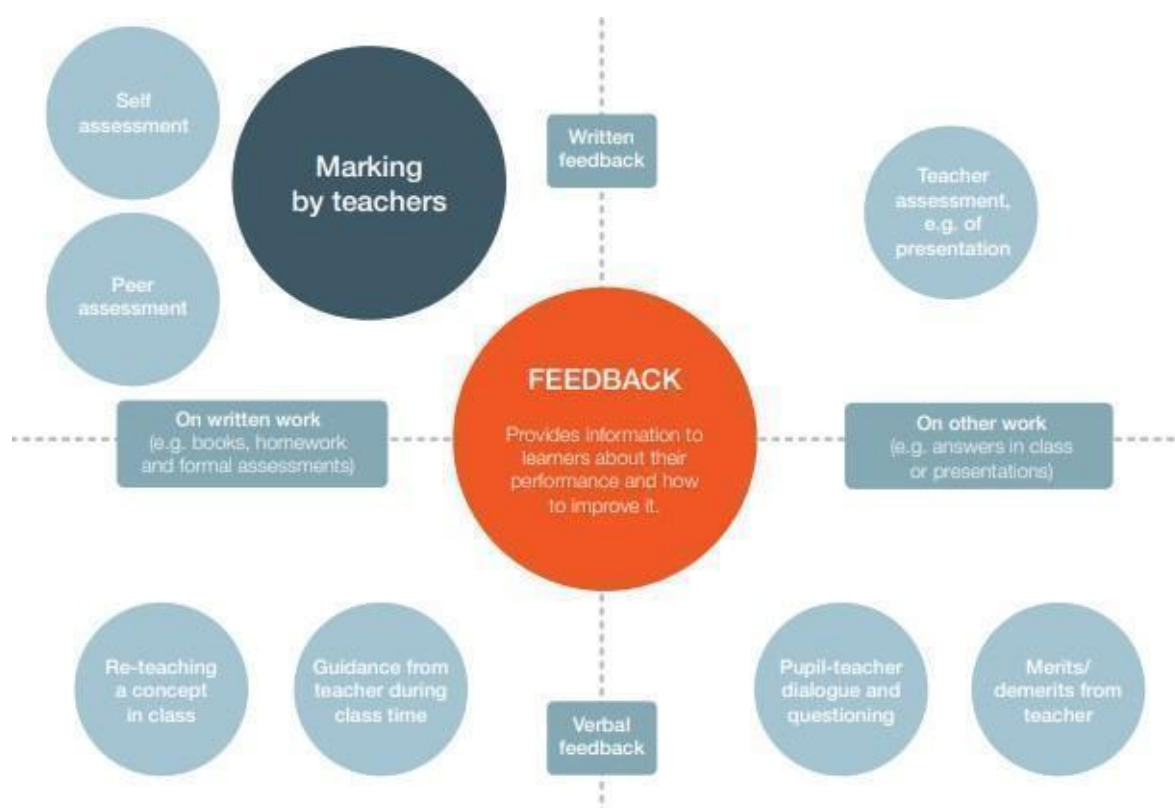 Self
assessment
Marking
by teachers
Written
feedback
Teacher
assessment,
e.g. of
presentation
Peer
assessment
FEEDBACK
Provides information to
learners about their
performance and how
to improve it.
On written work
(e.g. books, homework
and formal assessments)
On other work
(e.g. answers in class
or presentations)
Re-teaching
a concept
in class
Guidance from
teacher during
class time
Verbal
feedback
Pupil-teacher
dialogue and
questioning
Merits/
demerits from
teacher